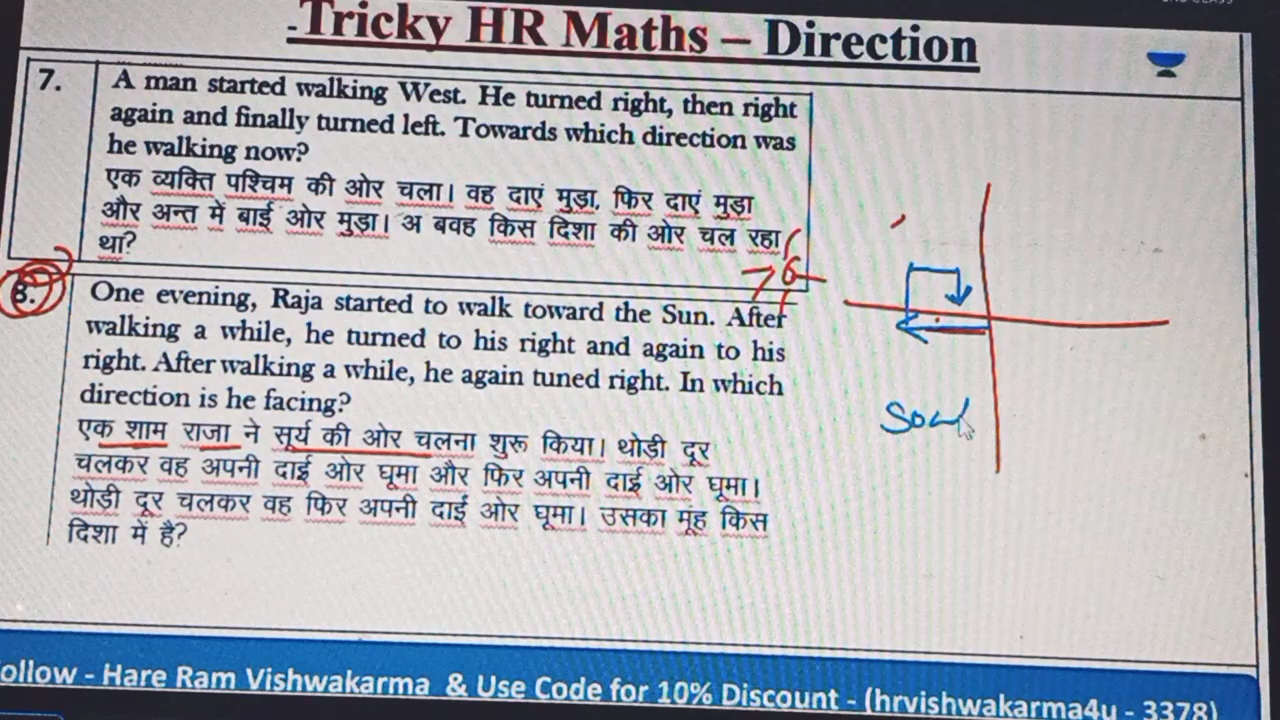 -Tricky HR Maths – Direction
7. A man started walking West. He turned right, then right
again and finally turned left. Towards which direction was
he walking now?
एक व्यक्ति पश्चिम की ओर चला। वह दाएं मुड़ा, फिर दाएं मुड़ा
और अन्त में बाई ओर मुड़ा। अ बवह किस दिशा की ओर चल रहा
था?
8. One evening, Raja started to walk toward the Sun. After
walking a while, he turned to his right and again to his
right. After walking a while, he again tuned right. In which
direction is he facing?
एक शाम राजा ने सूर्य की ओर चलना शुरू किया। थोड़ी दूर
चलकर वह अपनी दाई ओर घूमा और फिर अपनी दाई ओर घूमा।
थोड़ी दूर चलकर वह फिर अपनी दाई ओर घूमा। उसका मूंह किस
दिशा में है?
ollow - Hare Ram Vishwakarma & Use Code for 10% Discount - (hrvishwakarma4u - 3378)